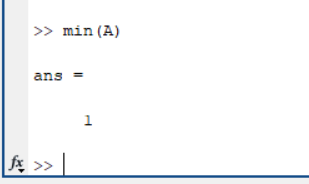 >> min(A)
ans =
1
fx >>